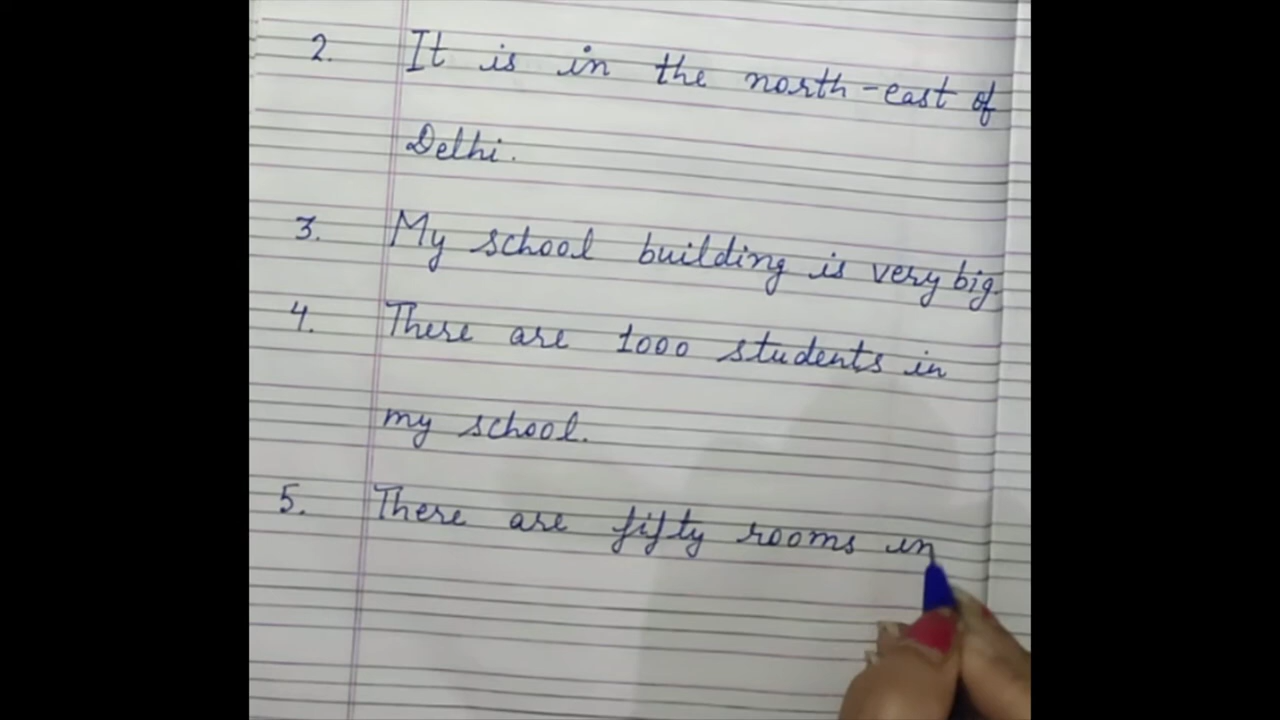 2. It is in the north-east of
Delhi.
3. My school building is very big.
4. There are 1000 students in
my school.
5. There are fifty rooms in